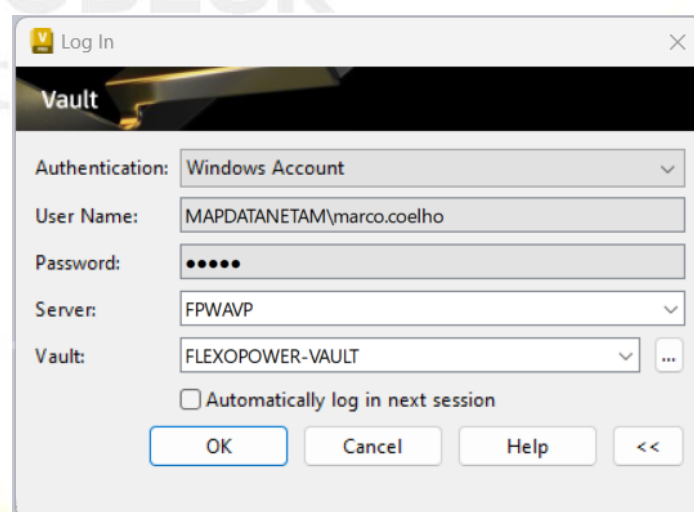 Log In
Vault
Authentication: Windows Account
User Name: MAPDATANETAM\marco.coelho
Password: •••••
Server: FPWAVP
Vault: FLEXOPOWER-VAULT ...
Automatically log in next session
OK Cancel Help <<